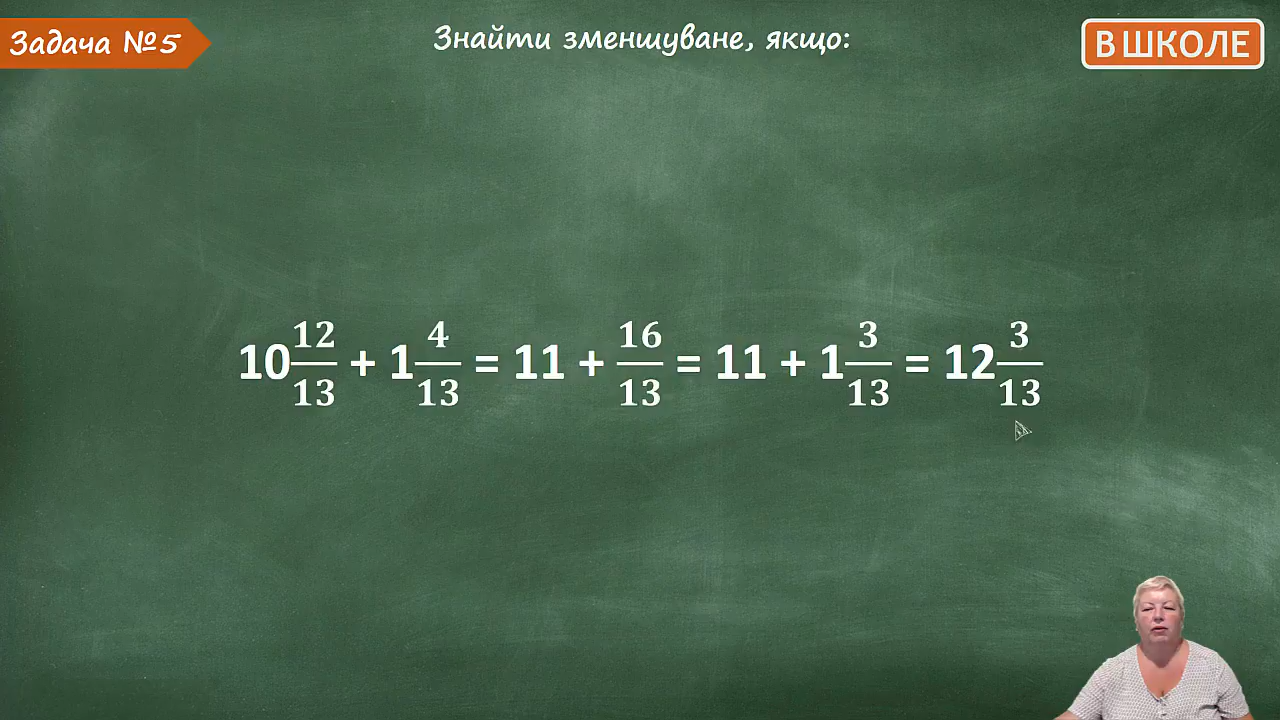 Задача №5
Знайти зменшуване, якщо:
В ШКОЛЕ
10 12/13 + 1 4/13 = 11 + 16/13 = 11 + 1 3/13 = 12 3/13